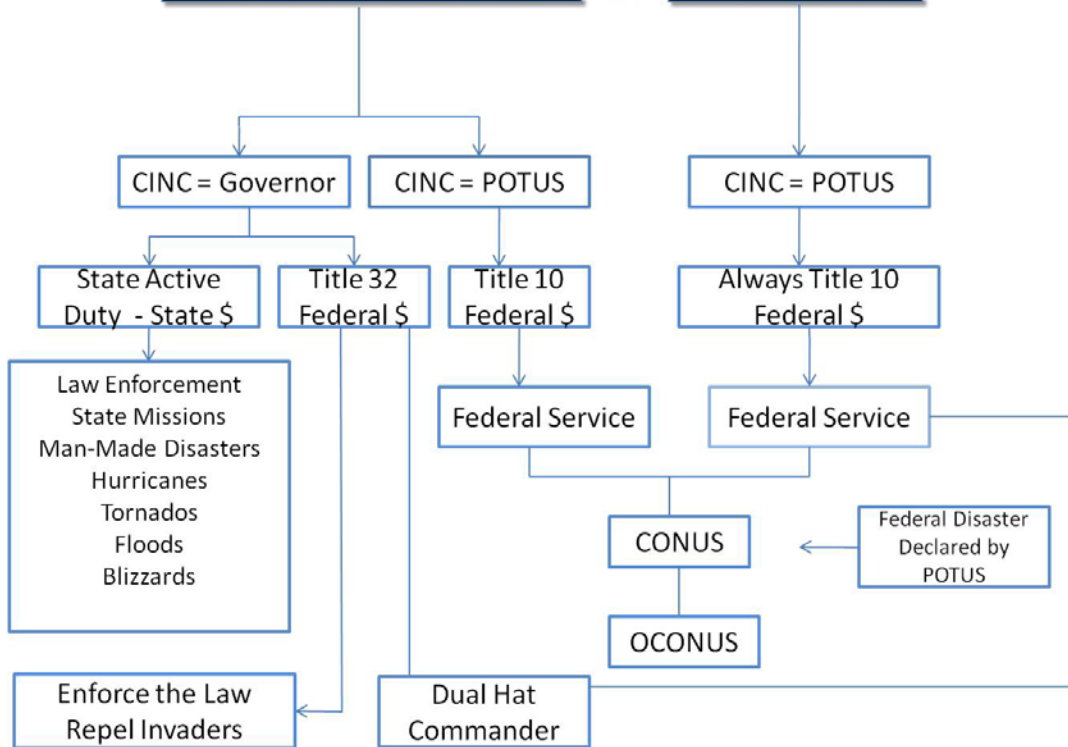 CINC = Governor
CINC = POTUS
CINC = POTUS
State Active
Duty - State $
Title 32
Federal $
Title 10
Federal $
Always Title 10
Federal $
Law Enforcement
State Missions
Man-Made Disasters
Hurricanes
Tornados
Floods
Blizzards
Federal Service
Federal Service
CONUS
Federal Disaster
Declared by
POTUS
OCONUS
Enforce the Law
Repel Invaders
Dual Hat
Commander